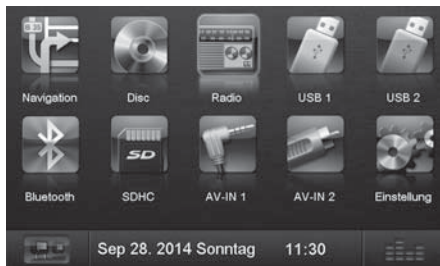 Navigation Disc Radio USB 1 USB 2
SD
Bluetooth SDHC AV-IN 1 AV-IN 2 Einstellung
Sep 28. 2014 Sonntag 11:30